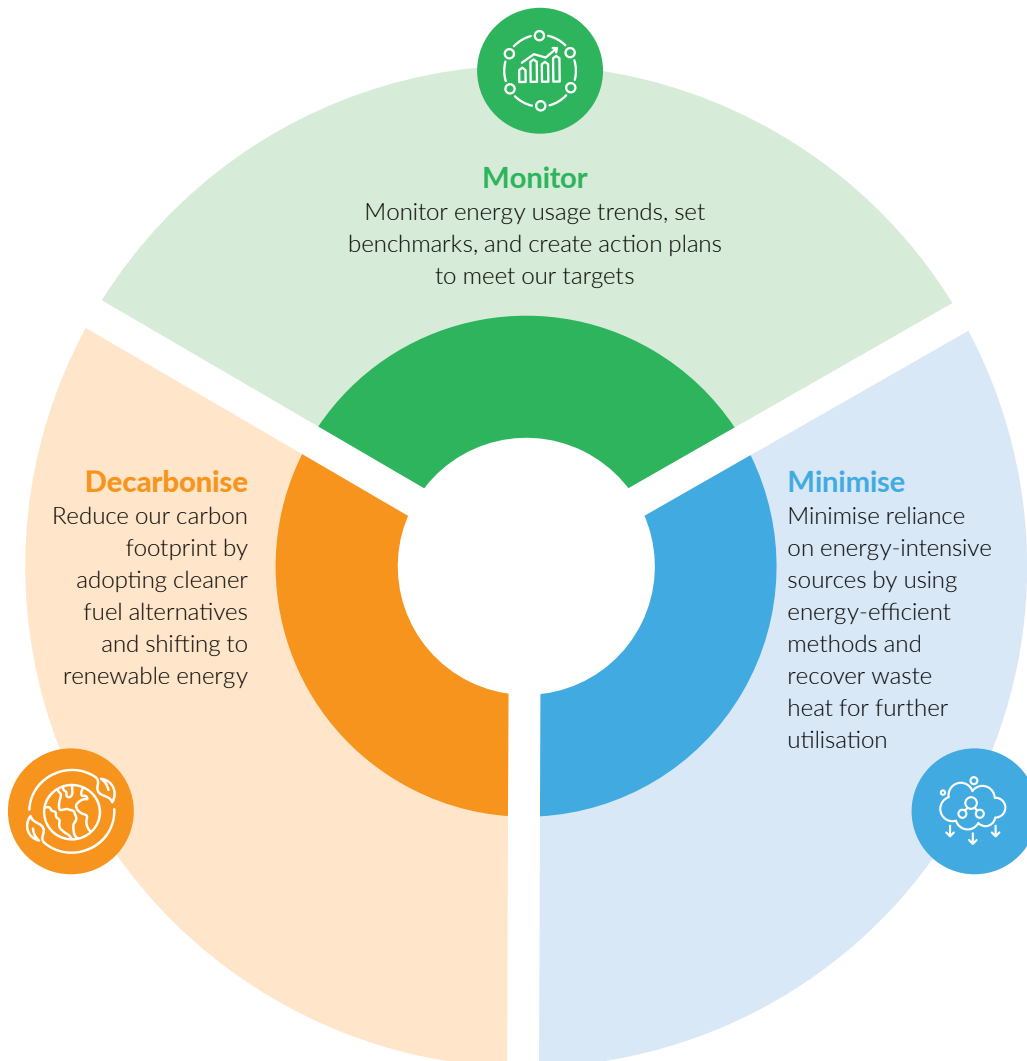 Monitor
Monitor energy usage trends, set
benchmarks, and create action plans
to meet our targets
Decarbonise
Reduce our carbon
footprint by
adopting cleaner
fuel alternatives
and shifting to
renewable energy
Minimise
Minimise reliance
on energy-intensive
sources by using
energy-efficient
methods and
recover waste
heat for further
utilisation